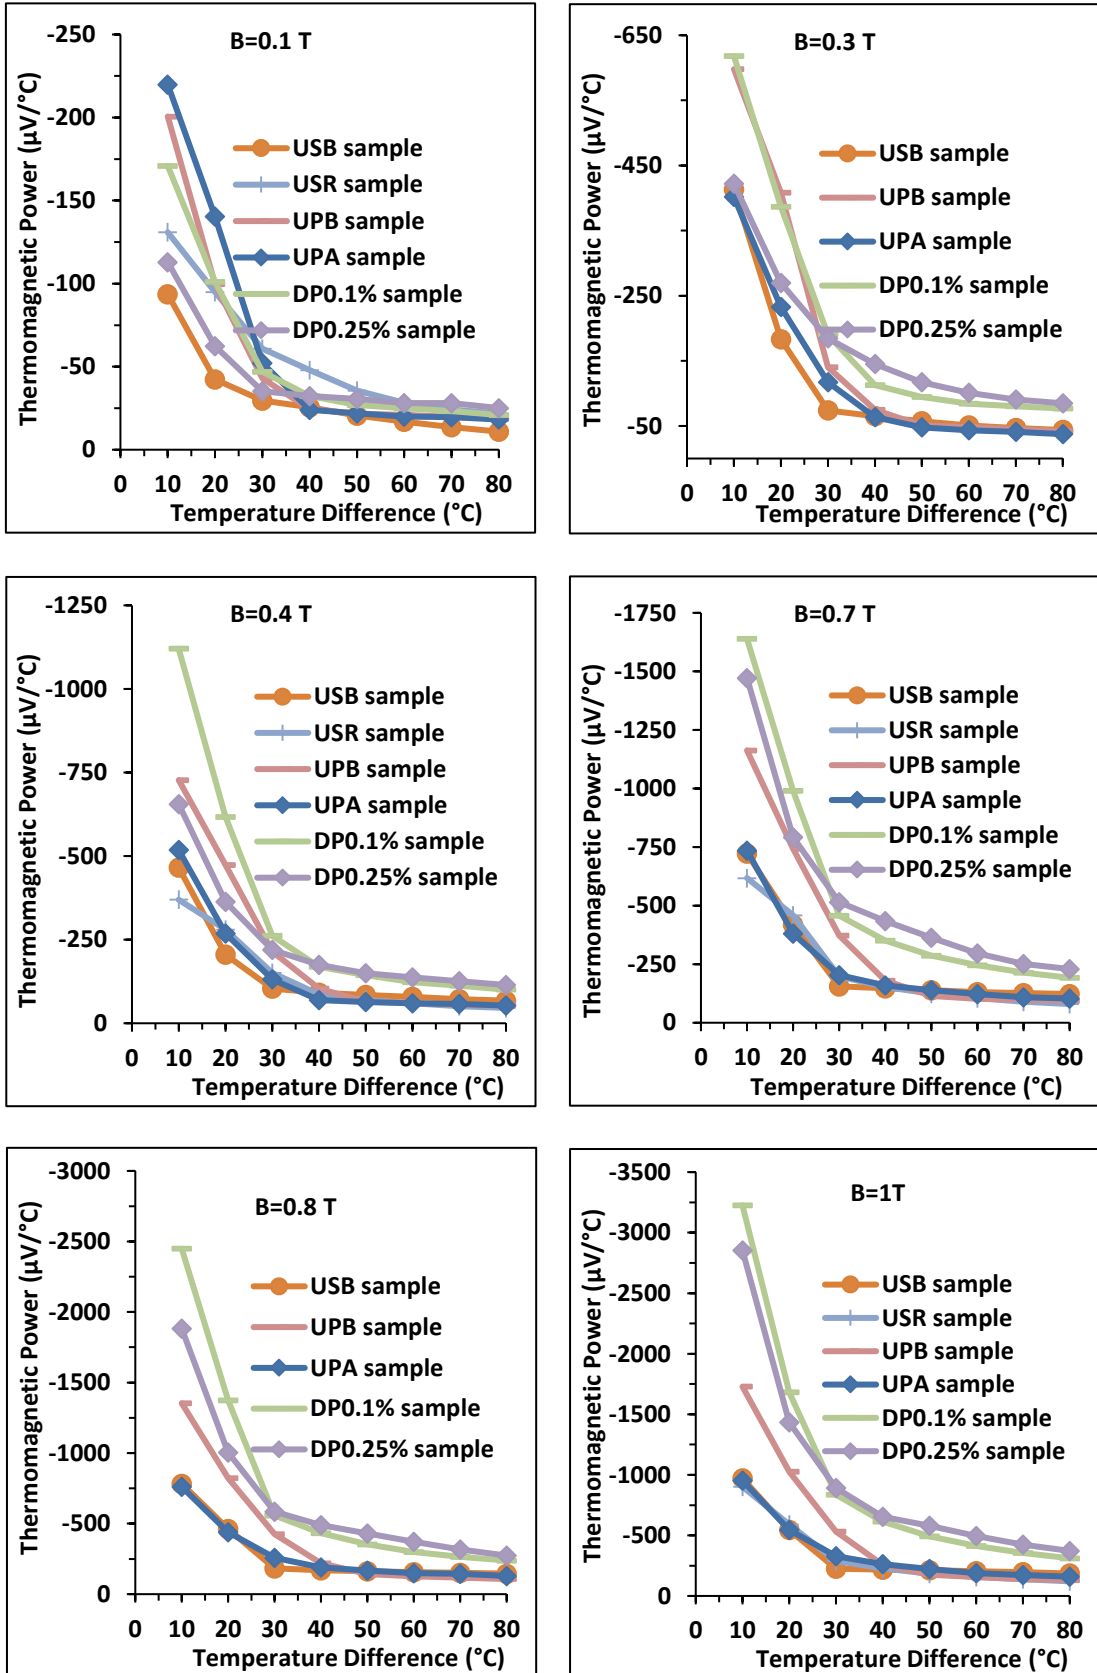 B=0.1 T
Thermomagnetic Power (µV/°C)
-250
-200
-150
-100
-50
0
USB sample
USR sample
UPB sample
UPA sample
DP0.1% sample
DP0.25% sample
0 10 20 30 40 50 60 70 80
Temperature Difference (°C)
B=0.3 T
Thermomagnetic Power (µV/°C)
-650
-450
-250
-50
USB sample
UPB sample
UPA sample
DP0.1% sample
DP0.25% sample
0 10 20 30 40 50 60 70 80
Temperature Difference (°C)
B=0.4 T
Thermomagnetic Power (µV/°C)
-1250
-1000
-750
-500
-250
0
USB sample
USR sample
UPB sample
UPA sample
DP0.1% sample
DP0.25% sample
0 10 20 30 40 50 60 70 80
Temperature Difference (°C)
B=0.7 T
Thermomagnetic Power (µV/°C)
-1750
-1500
-1250
-1000
-750
-500
-250
0
USB sample
USR sample
UPB sample
UPA sample
DP0.1% sample
DP0.25% sample
0 10 20 30 40 50 60 70 80
Temperature Difference (°C)
B=0.8 T
Thermomagnetic Power (µV/°C)
-3000
-2500
-2000
-1500
-1000
-500
0
USB sample
UPB sample
UPA sample
DP0.1% sample
DP0.25% sample
0 10 20 30 40 50 60 70 80
Temperature Difference (°C)
B=1T
Thermomagnetic Power (µV/°C)
-3500
-3000
-2500
-2000
-1500
-1000
-500
0
USB sample
USR sample
UPB sample
UPA sample
DP0.1% sample
DP0.25% sample
0 10 20 30 40 50 60 70 80
Temperature Difference (°C)